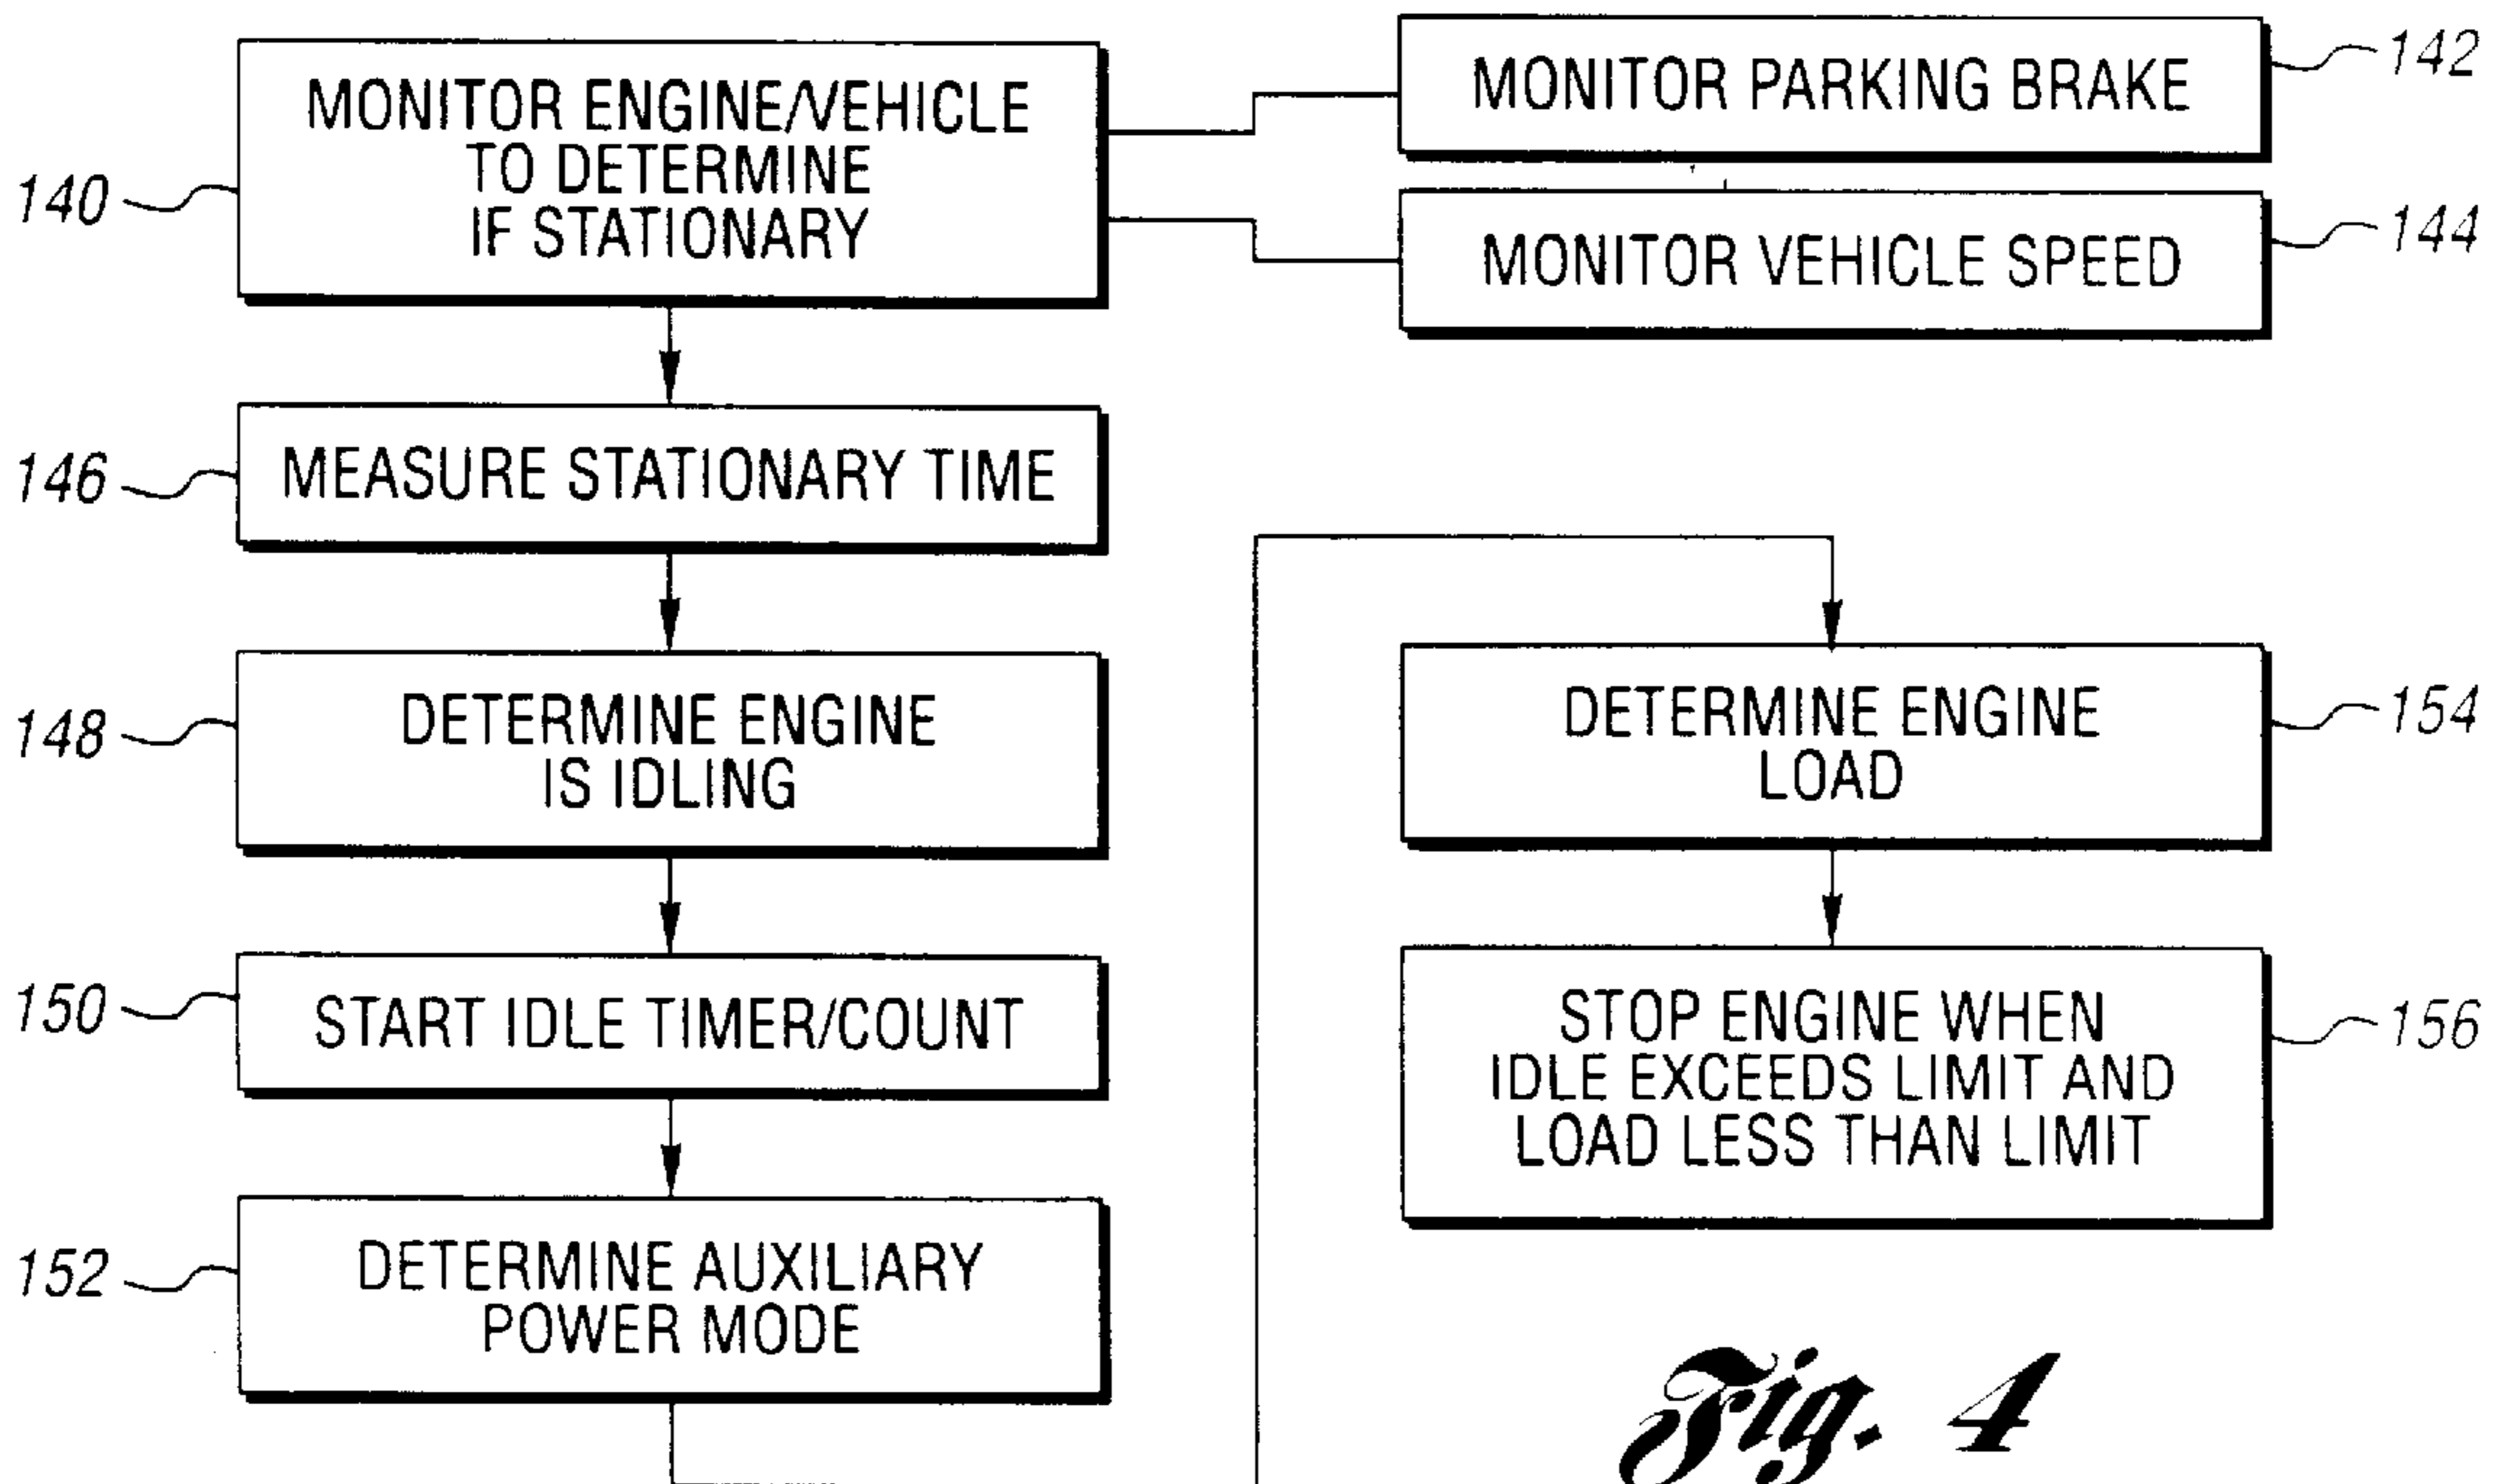 MONITOR ENGINE/VEHICLE
TO DETERMINE
IF STATIONARY
140
MONITOR PARKING BRAKE
142
MONITOR VEHICLE SPEED
144
MEASURE STATIONARY TIME
146
DETERMINE ENGINE
IS IDLING
148
START IDLE TIMER/COUNT
150
DETERMINE AUXILIARY
POWER MODE
152
DETERMINE ENGINE
LOAD
154
STOP ENGINE WHEN
IDLE EXCEEDS LIMIT AND
LOAD LESS THAN LIMIT
156
Fig. 4